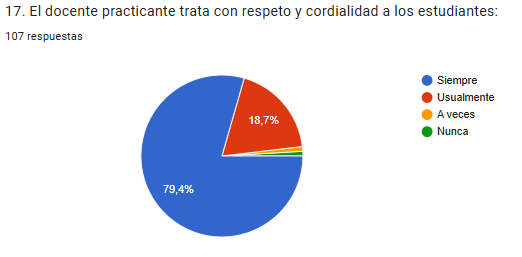 17. El docente practicante trata con respeto y cordialidad a los estudiantes:
107 respuestas
Siempre
Usualmente
A veces
Nunca
18,7%
79,4%